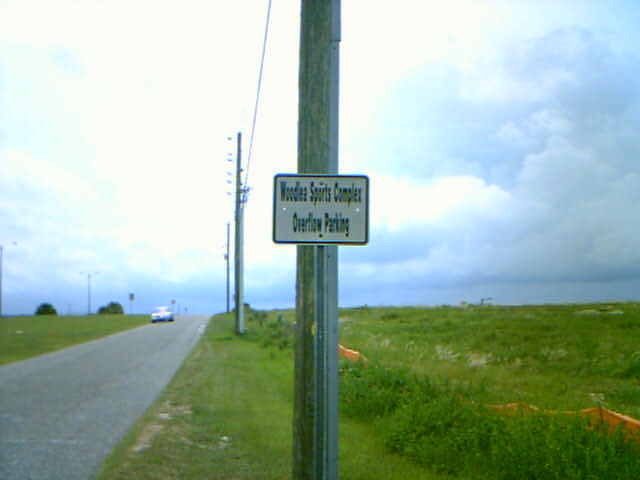 Woodlea Sports Complex
Overflow Parking